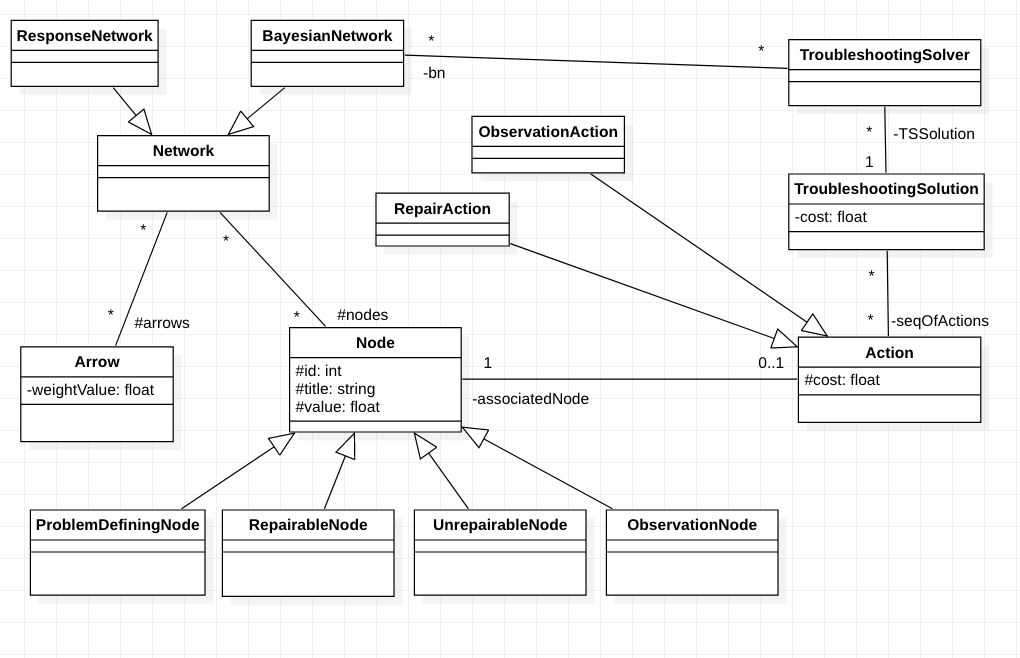 ResponseNetwork
BayesianNetwork
*
-bn
*
TroubleshootingSolver
*
-TSSolution
1
TroubleshootingSolution
-cost: float
ObservationAction
RepairAction
Network
*
*
*
#arrows
*
#nodes
*
*
-seqOfActions
Arrow
-weightValue: float
Node
#id: int
#title: string
#value: float
1
0..1
-associatedNode
Action
#cost: float
ProblemDefiningNode
RepairableNode
UnrepairableNode
ObservationNode